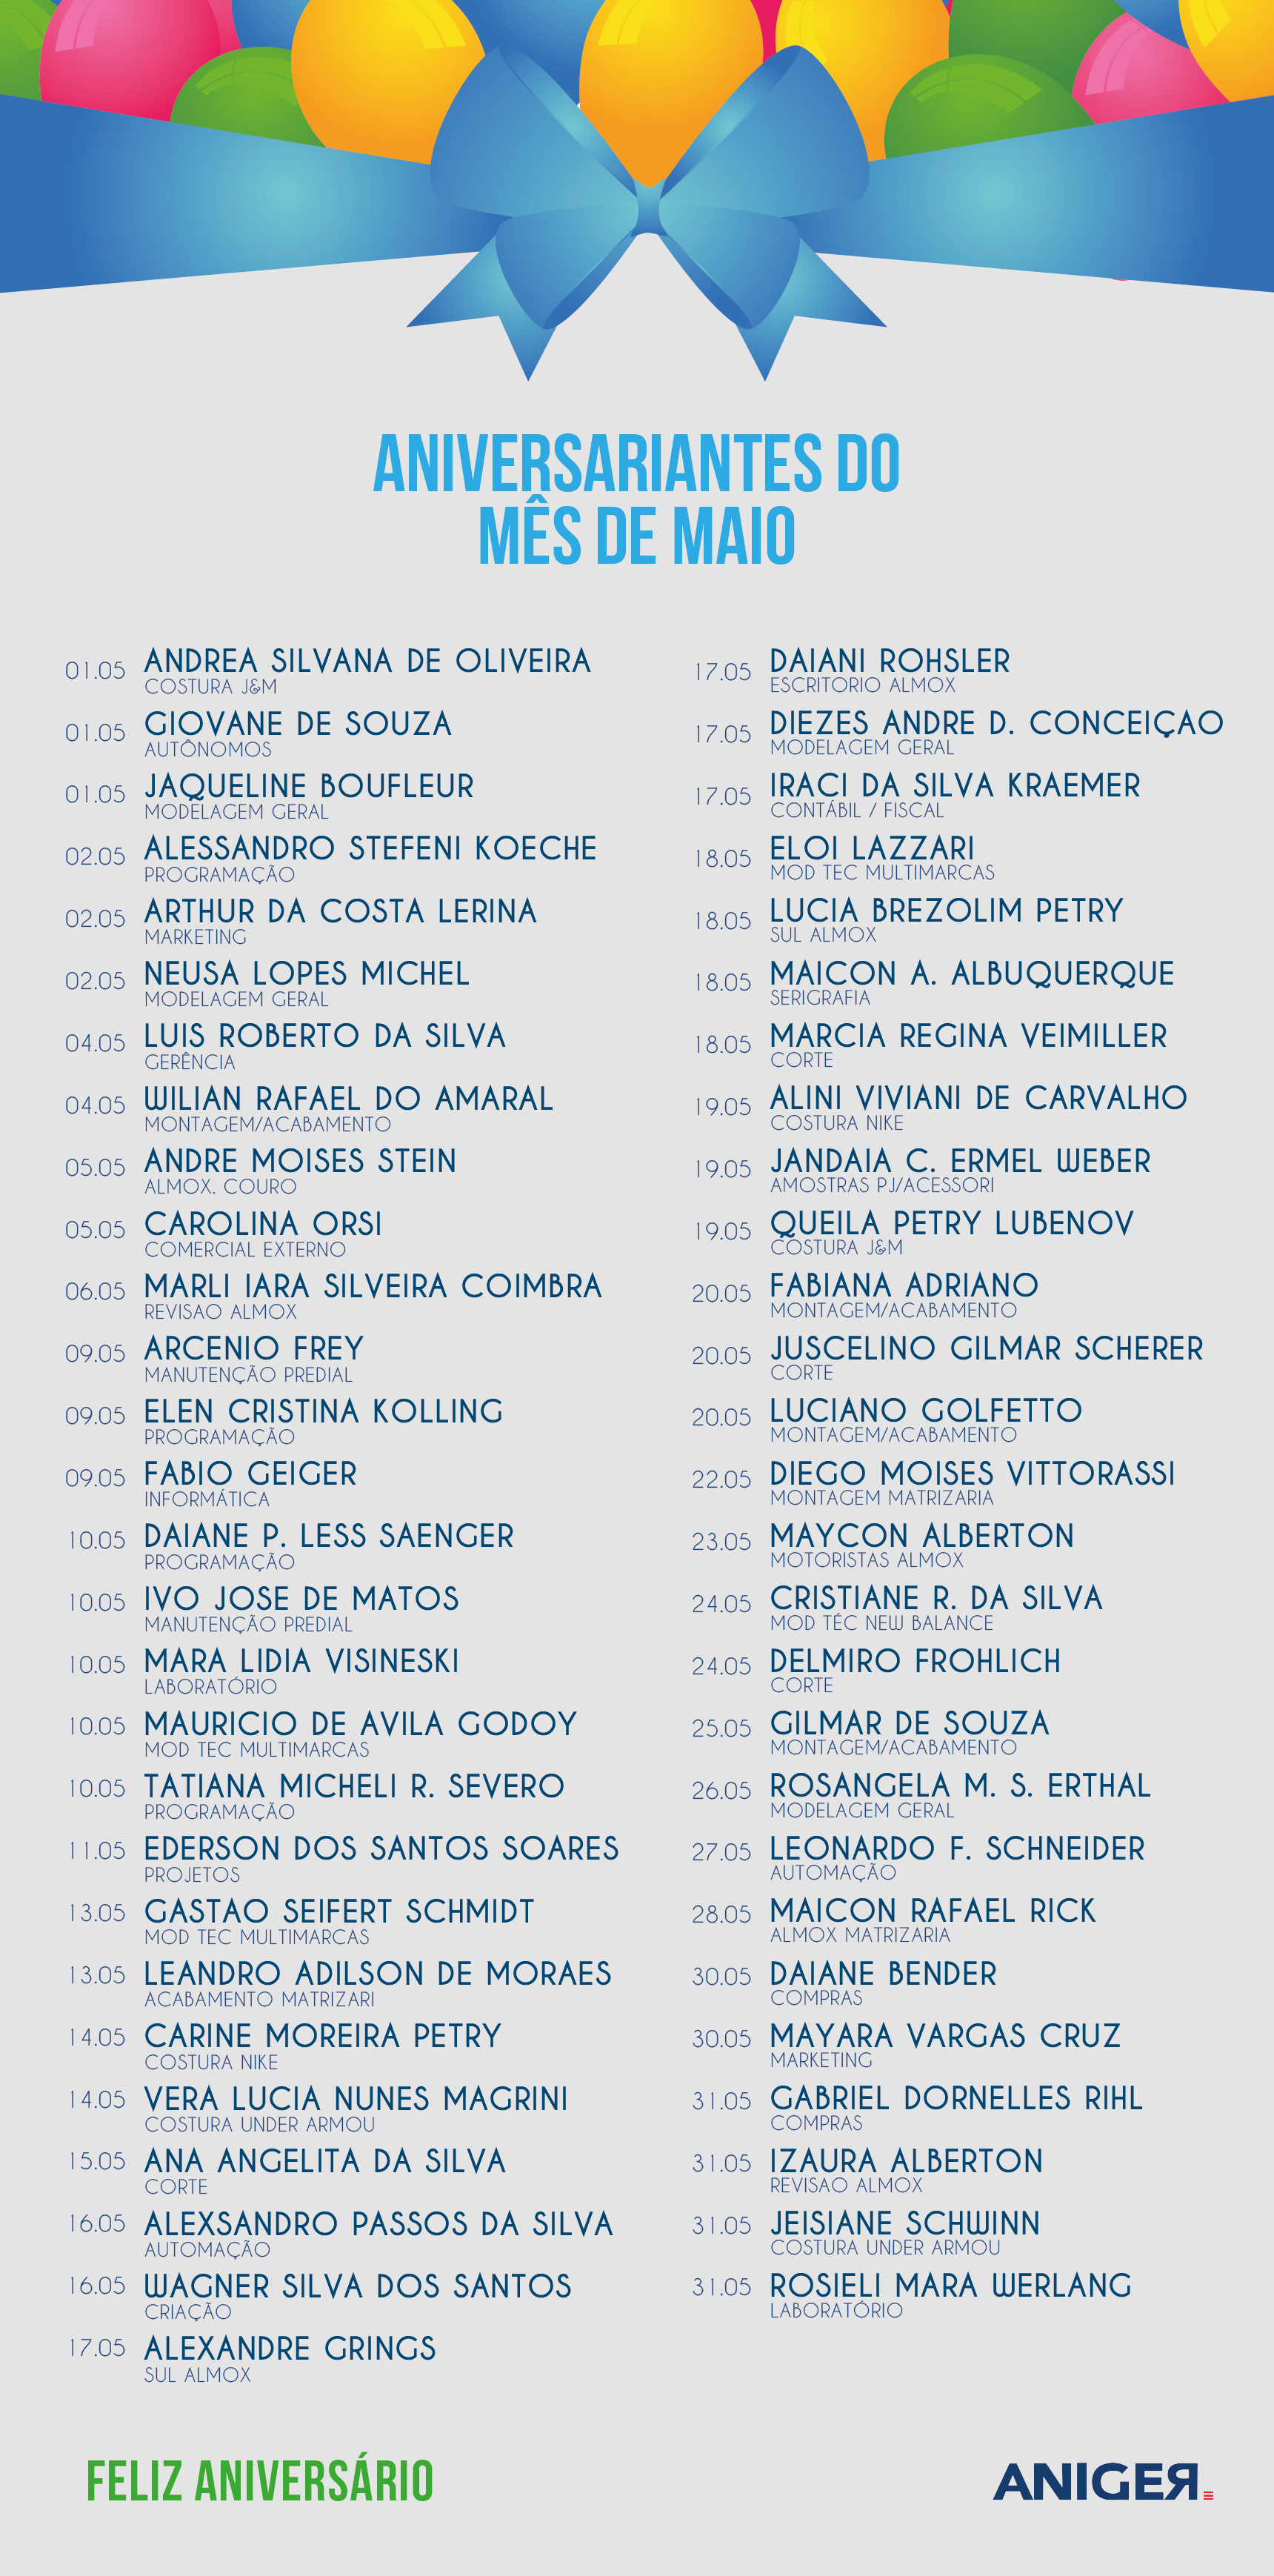 ANIVERSARIANTES DO
MÊS DE MAIO
01.05 ANDREA SILVANA DE OLIVEIRA
COSTURA J&M
01.05 GIOVANE DE SOUZA
AUTÔNOMOS
01.05 JAQUELINE BOUFLEUR
MODELAGEM GERAL
02.05 ALESSANDRO STEFENI KOECHE
PROGRAMAÇÃO
02.05 ARTHUR DA COSTA LERINA
MARKETING
02.05 NEUSA LOPES MICHEL
MODELAGEM GERAL
04.05 LUIS ROBERTO DA SILVA
GERÊNCIA
04.05 WILIAN RAFAEL DO AMARAL
MONTAGEM/ACABAMENTO
05.05 ANDRE MOISES STEIN
ALMOX. COURO
05.05 CAROLINA ORSI
COMERCIAL EXTERNO
06.05 MARLI IARA SILVEIRA COIMBRA
REVISAO ALMOX
09.05 ARCENIO FREY
MANUTENÇÃO PREDIAL
09.05 ELEN CRISTINA KOLLING
PROGRAMAÇÃO
09.05 FABIO GEIGER
INFORMÁTICA
10.05 DAIANE P. LESS SAENGER
PROGRAMAÇÃO
10.05 IVO JOSE DE MATOS
MANUTENÇÃO PREDIAL
10.05 MARA LIDIA VISINESKI
LABORATÓRIO
10.05 MAURICIO DE AVILA GODOY
MOD TEC MULTIMARCAS
10.05 TATIANA MICHELI R. SEVERO
PROGRAMAÇÃO
11.05 EDERSON DOS SANTOS SOARES
PROJETOS
13.05 GASTAO SEIFERT SCHMIDT
MOD TEC MULTIMARCAS
13.05 LEANDRO ADILSON DE MORAES
ACABAMENTO MATRIZARI
14.05 CARINE MOREIRA PETRY
COSTURA NIKE
14.05 VERA LUCIA NUNES MAGRINI
COSTURA UNDER ARMOU
15.05 ANA ANGELITA DA SILVA
CORTE
16.05 ALEXSANDRO PASSOS DA SILVA
AUTOMAÇÃO
16.05 WAGNER SILVA DOS SANTOS
CRIAÇÃO
17.05 ALEXANDRE GRINGS
SUL ALMOX
17.05 DAIANI ROHSLER
ESCRITORIO ALMOX
17.05 DIEZES ANDRE D. CONCEIÇAO
MODELAGEM GERAL
17.05 IRACI DA SILVA KRAEMER
CONTÁBIL / FISCAL
18.05 ELOI LAZZARI
MOD TEC MULTIMARCAS
18.05 LUCIA BREZOLIM PETRY
SUL ALMOX
18.05 MAICON A. ALBUQUERQUE
SERIGRAFIA
18.05 MARCIA REGINA VEIMILLER
CORTE
19.05 ALINI VIVIANI DE CARVALHO
COSTURA NIKE
19.05 JANDAIA C. ERMEL WEBER
AMOSTRAS PJ/ACESSORI
19.05 QUEILA PETRY LUBENOV
COSTURA J&M
20.05 FABIANA ADRIANO
MONTAGEM/ACABAMENTO
20.05 JUSCELINO GILMAR SCHERER
CORTE
20.05 LUCIANO GOLFETTO
MONTAGEM/ACABAMENTO
22.05 DIEGO MOISES VITTORASSI
MONTAGEM MATRIZARIA
23.05 MAYCON ALBERTON
MOTORISTAS ALMOX
24.05 CRISTIANE R. DA SILVA
MOD TÉC NEW BALANCE
24.05 DELMIRO FROHLICH
CORTE
25.05 GILMAR DE SOUZA
MONTAGEM/ACABAMENTO
26.05 ROSANGELA M. S. ERTHAL
MODELAGEM GERAL
27.05 LEONARDO F. SCHNEIDER
AUTOMAÇÃO
28.05 MAICON RAFAEL RICK
ALMOX MATRIZARIA
30.05 DAIANE BENDER
COMPRAS
30.05 MAYARA VARGAS CRUZ
MARKETING
31.05 GABRIEL DORNELLES RIHL
COMPRAS
31.05 IZAURA ALBERTON
REVISAO ALMOX
31.05 JEISIANE SCHWINN
COSTURA UNDER ARMOU
31.05 ROSIELI MARA WERLANG
LABORATÓRIO
FELIZ ANIVERSÁRIO
ANIGER